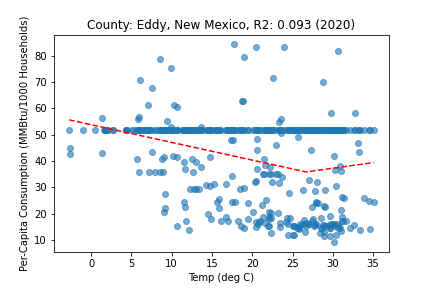 County: Eddy, New Mexico, R2: 0.093 (2020)
Per-Capita Consumption (MMBtu/1000 Households)
80
70
60
50
40
30
20
10
0 5 10 15 20 25 30 35
Temp (deg C)